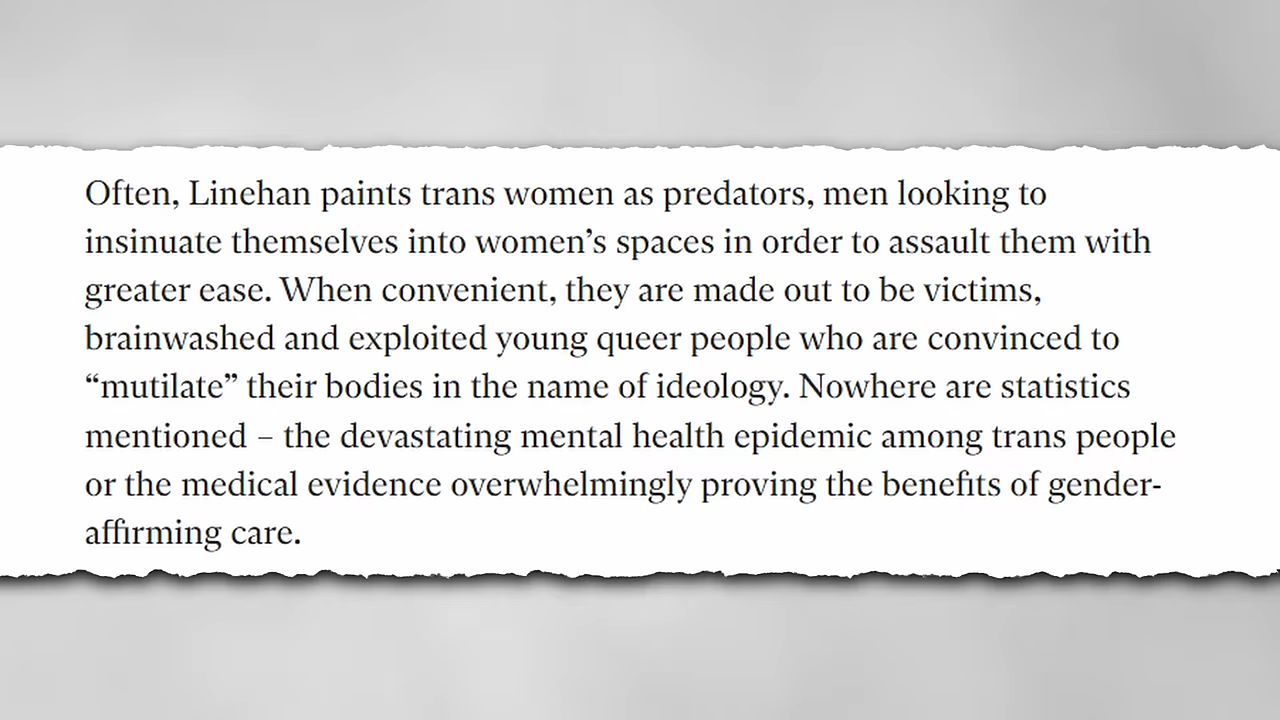 Often, Linehan paints trans women as predators, men looking to
insinuate themselves into women’s spaces in order to assault them with
greater ease. When convenient, they are made out to be victims,
brainwashed and exploited young queer people who are convinced to
“mutilate” their bodies in the name of ideology. Nowhere are statistics
mentioned – the devastating mental health epidemic among trans people
or the medical evidence overwhelmingly proving the benefits of gender-
affirming care.